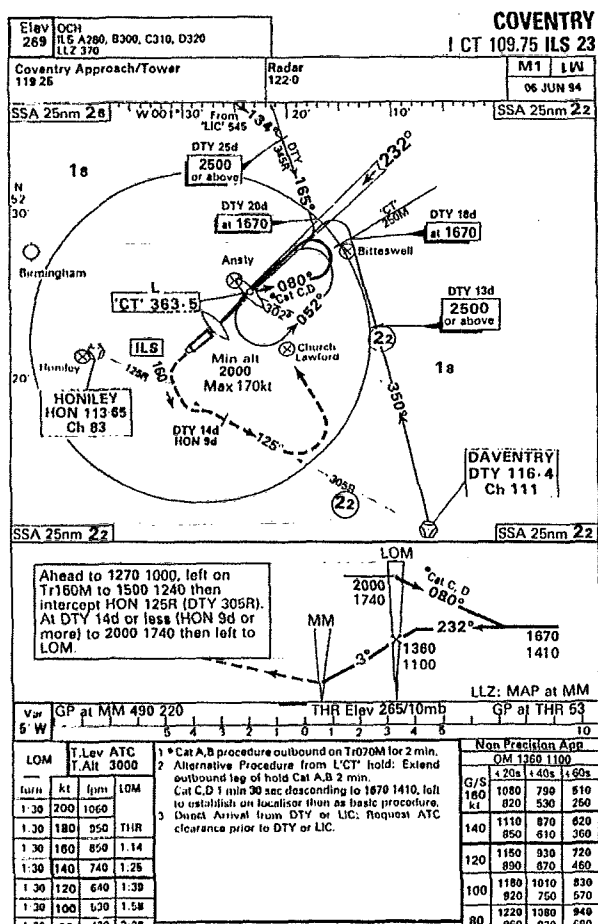 COVENTRY
I CT 109.75 ILS 23
Elev
269
OCH
ILS A280, B300, C310, D320
LLZ 370
Coventry Approach/Tower
119·25
Radar
122·0
M1
06 JUN 94
SSA 25nm 22
W 001° 30'
From
'LIC' 545
20'
10'
SSA 25nm 22
134°
DTY
345R
165°
232°
DTY 25d
2500
or above
18
N
52
30'
DTY 20d
at 1670
'CT'
250M
DTY 18d
at 1670
Bitteswell
Birmingham
Ansty
L
'CT' 363·5
080°
*Cat C,D
302°
052°
DTY 13d
2500
or above
22
ILS
Min alt
2000
Max 170kt
Church
Lawford
18
20'
Honiley
125R
160°
HONILEY
HON 113·65
Ch 83
DTY 14d
HON 9d
125°
350°
305R
22
DAVENTRY
DTY 116·4
Ch 111
SSA 25nm 22
SSA 25nm 22
Ahead to 1270 1000, left on
Tr160M to 1500 1240 then
intercept HON 125R (DTY 305R).
At DTY 14d or less (HON 9d or
more) to 2000 1740 then left to
LOM.
LOM
2000
1740
*Cat C, D
080°
MM
232°
3°
1360
1100
1670
1410
LLZ: MAP at MM
Var
5°W
GP at MM 490 220
THR Elev 265/10mb
GP at THR 53
5 4 3 2 1 0 1 2 3 4 5 10
LOM
T.Lev ATC
T.Alt 3000
turn kt fpm LOM
1·30 200 1060
1·30 180 950 THR
1·30 160 850 1·14
1·30 140 740 1·25
1·30 120 640 1·39
1·30 100 530 1·58
1 *Cat A,B procedure outbound on Tr070M for 2 min.
2 Alternative Procedure from L'CT' hold: Extend
outbound leg of hold Cat A,B 2 min.
Cat C,D 1 min 30 sec descending to 1670 1410, left
to establish on localisor then as basic procedure.
3 Direct Arrival from DTY or LIC: Request ATC
clearance prior to DTY or LIC.
Non Precision App
OM 1360 1100
G/S +20s +40s +60s
160 kt 1080 790 510
820 530 250
140 1110 870 620
850 610 360
120 1150 930 720
890 670 460
100 1180 1010 830
920 750 570
80 1220 1080 940